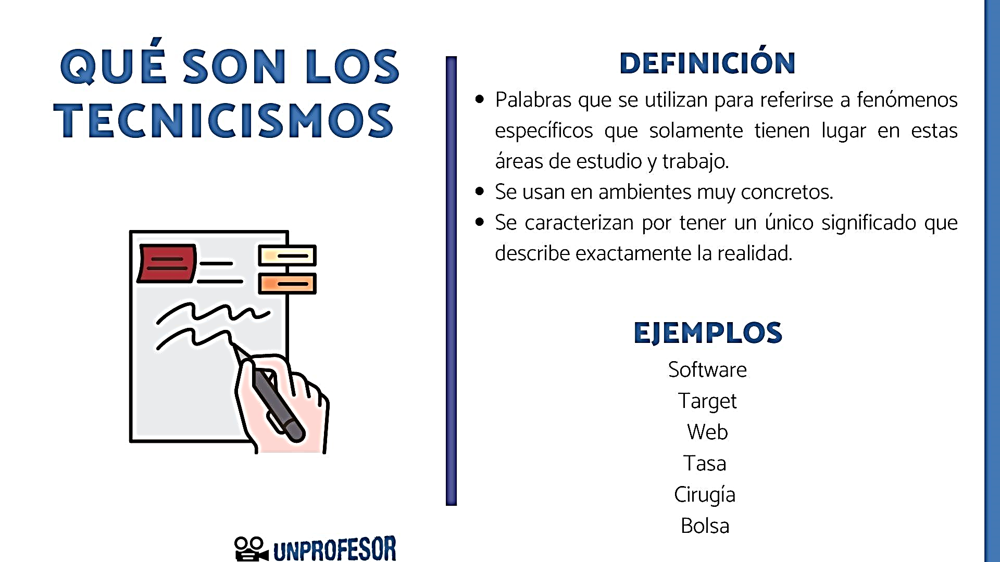 QUÉ SON LOS
TECNICISMOS
DEFINICIÓN
• Palabras que se utilizan para referirse a fenómenos
específicos que solamente tienen lugar en estas
áreas de estudio y trabajo.
• Se usan en ambientes muy concretos.
• Se caracterizan por tener un único significado que
describe exactamente la realidad.
EJEMPLOS
Software
Target
Web
Tasa
Cirugía
Bolsa
UNPROFESOR